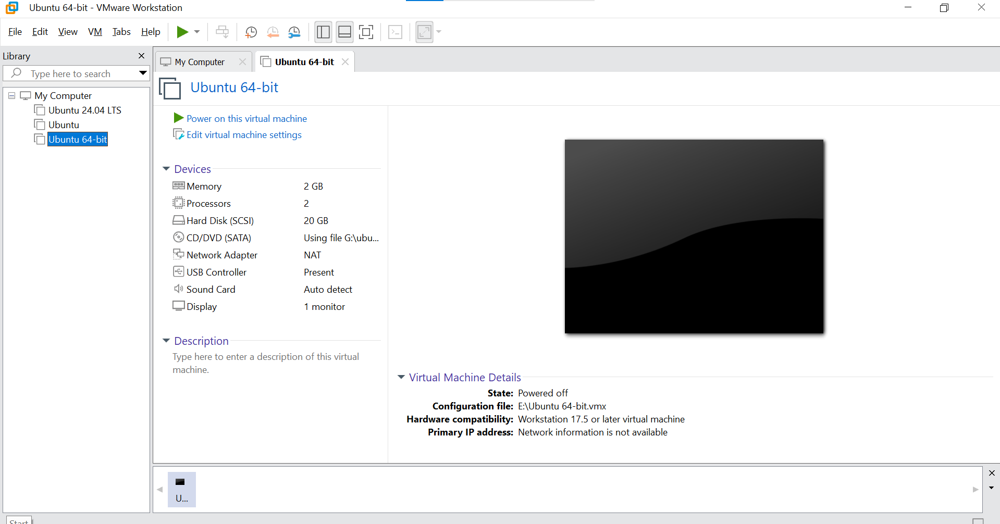 Ubuntu 64-bit - VMware Workstation
File Edit View VM Tabs Help
Library
Type here to search
My Computer
Ubuntu 24.04 LTS
Ubuntu
Ubuntu 64-bit
My Computer
Ubuntu 64-bit
Ubuntu 64-bit
Power on this virtual machine
Edit virtual machine settings
Devices
Memory 2 GB
Processors 2
Hard Disk (SCSI) 20 GB
CD/DVD (SATA) Using file G:\ubu...
Network Adapter NAT
USB Controller Present
Sound Card Auto detect
Display 1 monitor
Description
Type here to enter a description of this virtual
machine.
Virtual Machine Details
State: Powered off
Configuration file: E:\Ubuntu 64-bit.vmx
Hardware compatibility: Workstation 17.5 or later virtual machine
Primary IP address: Network information is not available
U...
Start